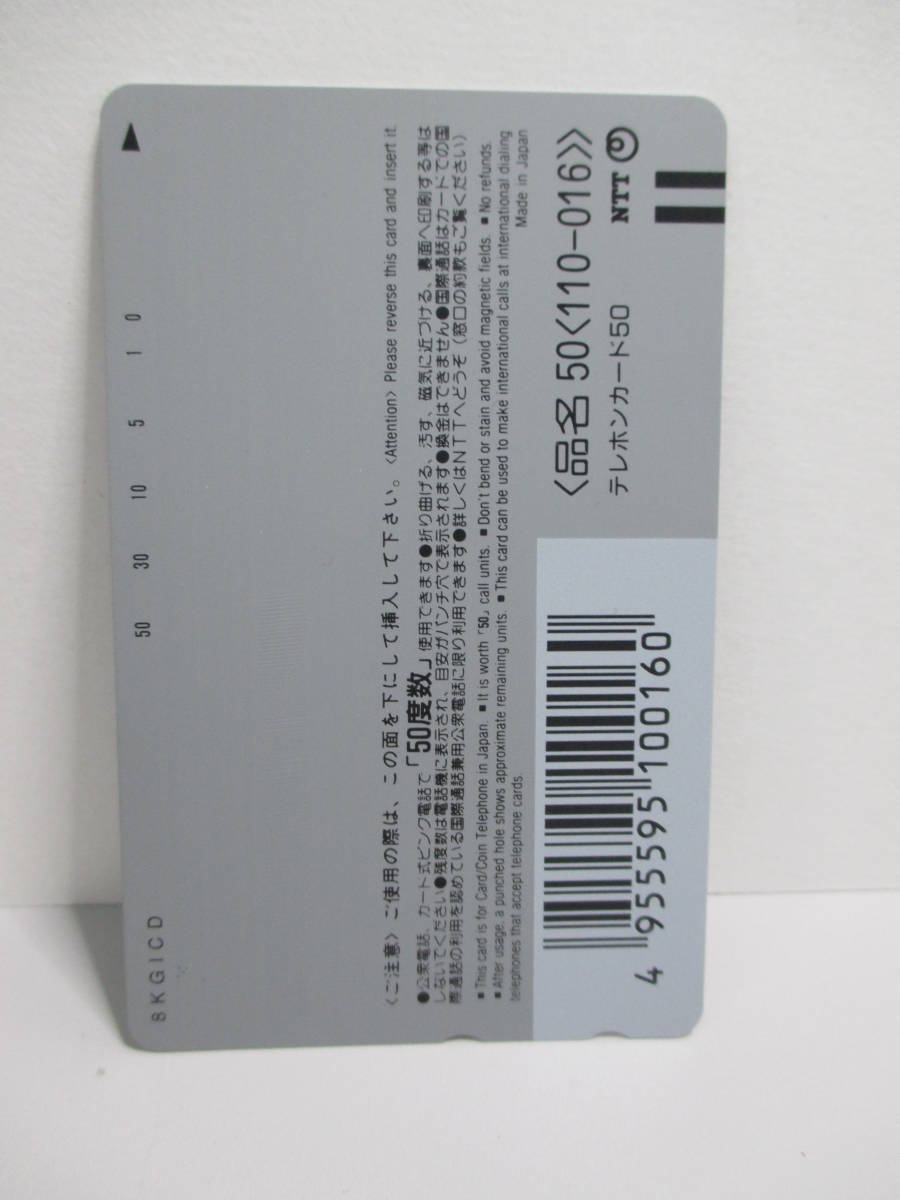 50 30 10 5 1 0
8KGICD
〈ご注意〉ご使用の際は、この面を下にして挿入して下さい。〈Attention〉Please reverse this card and insert it.
●公衆電話、カード式ピンク電話で「50度数」使用できます●折り曲げる、汚す、磁気に近づける、裏面へ印刷する等は
しないでください●残度数は電話機に表示され、目安がパンチ穴で表示されます●換金はできません●国際通話はカードでの国
際通話の利用を認めている国際通話兼用公衆電話に限り利用できます●詳しくはNTTへどうぞ(窓口の約款もご覧ください)
■This card is for Card/Coin Telephone in Japan. ■It is worth「50」call units. ■Don't bend or stain and avoid magnetic fields. ■No refunds.
■After usage, a punched hole shows approximate remaining units. ■This card can be used to make international calls at international dialing
telephones that accept telephone cards.
Made in Japan
〈品名 50〈110-016〉〉
テレホンカード50
NTT
4 955595 100160